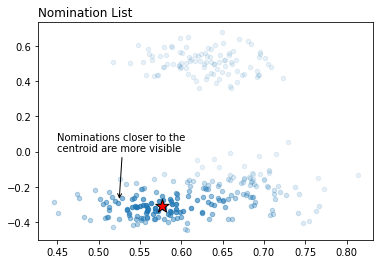 Nomination List
0.6
0.4
0.2
0.0
−0.2
−0.4
Nominations closer to the
centroid are more visible
0.45 0.50 0.55 0.60 0.65 0.70 0.75 0.80